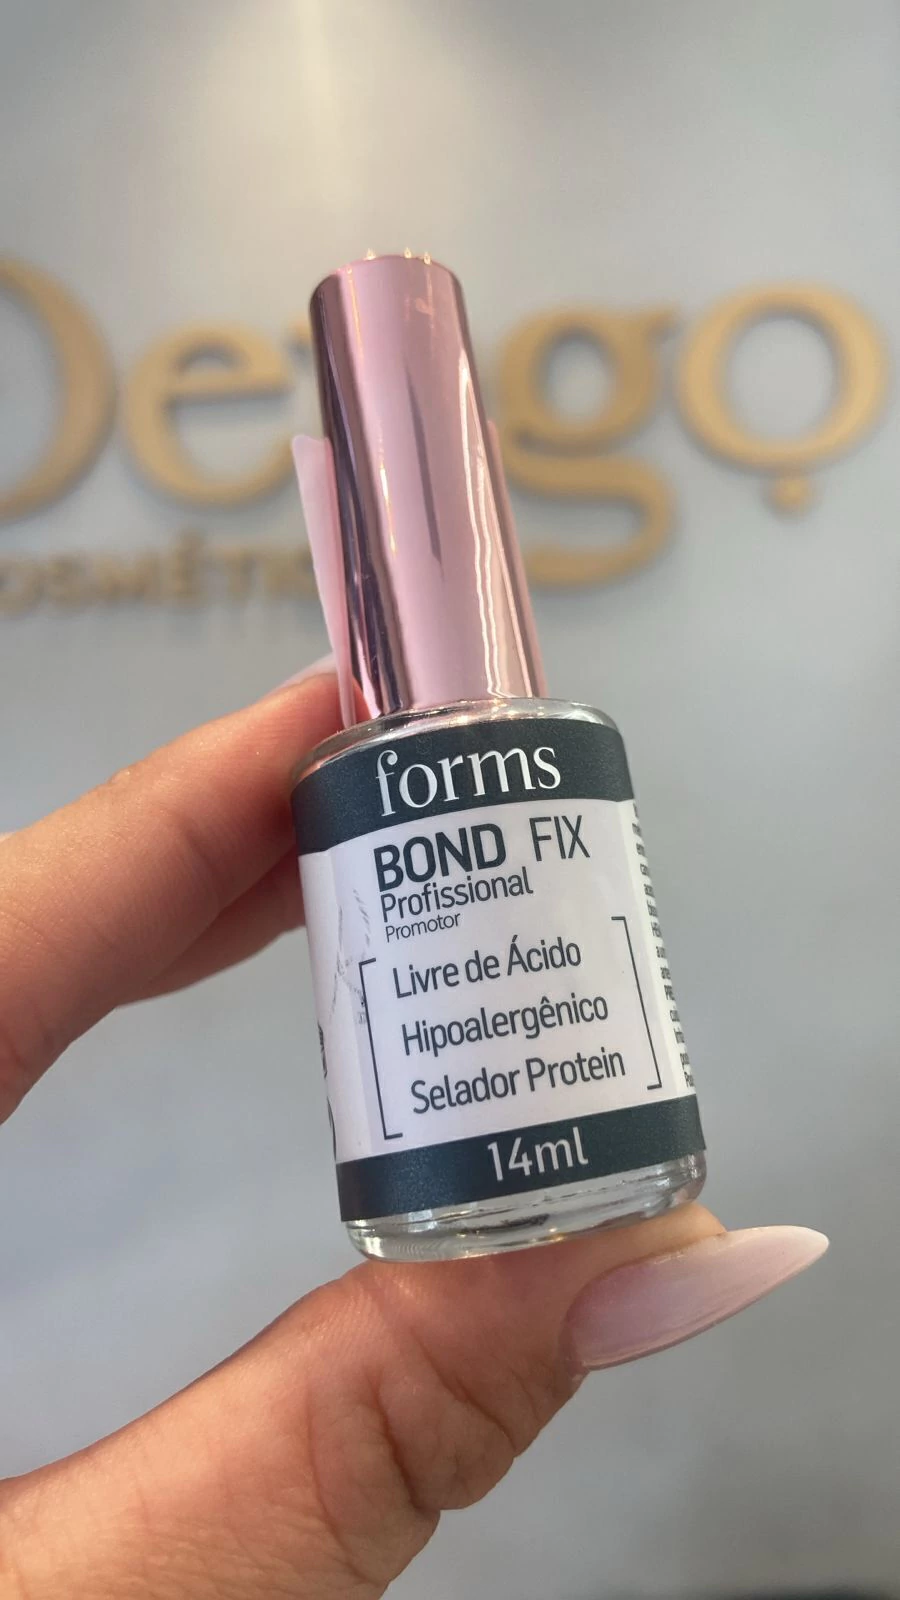 forms
BOND FIX
Profissional
Promotor
Livre de Ácido
Hipoalergênico
Selador Protein
14ml